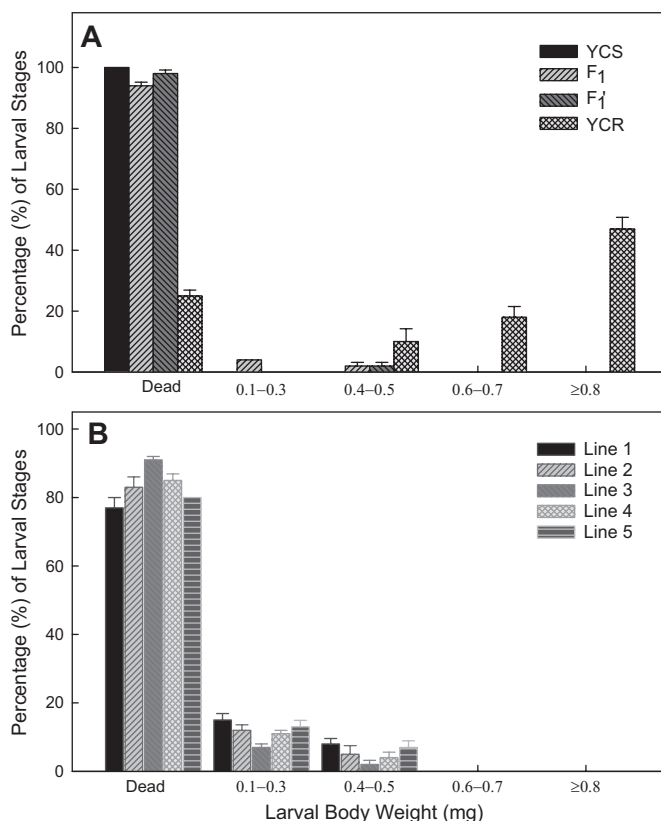 A
YCS
F1
F1'
YCR
Percentage (%) of Larval Stages
100
80
60
40
20
0
Dead
0.1–0.3
0.4–0.5
0.6–0.7
≥0.8
B
Line 1
Line 2
Line 3
Line 4
Line 5
Percentage (%) of Larval Stages
100
80
60
40
20
0
Dead
0.1–0.3
0.4–0.5
0.6–0.7
≥0.8
Larval Body Weight (mg)